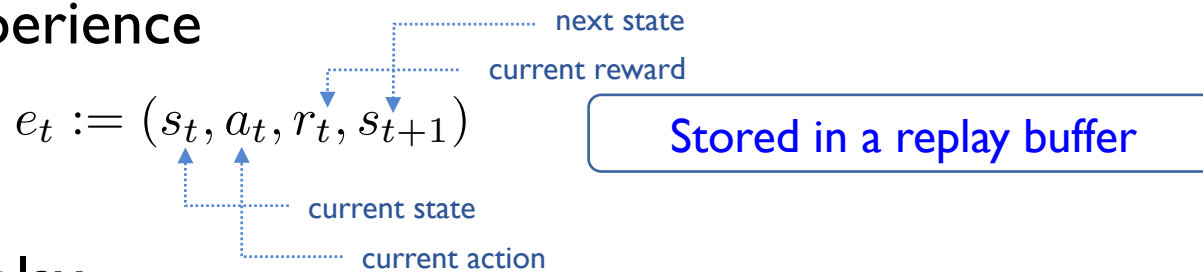 perience
next state
current reward
e_t := (s_t, a_t, r_t, s_{t+1})
Stored in a replay buffer
current state
current action